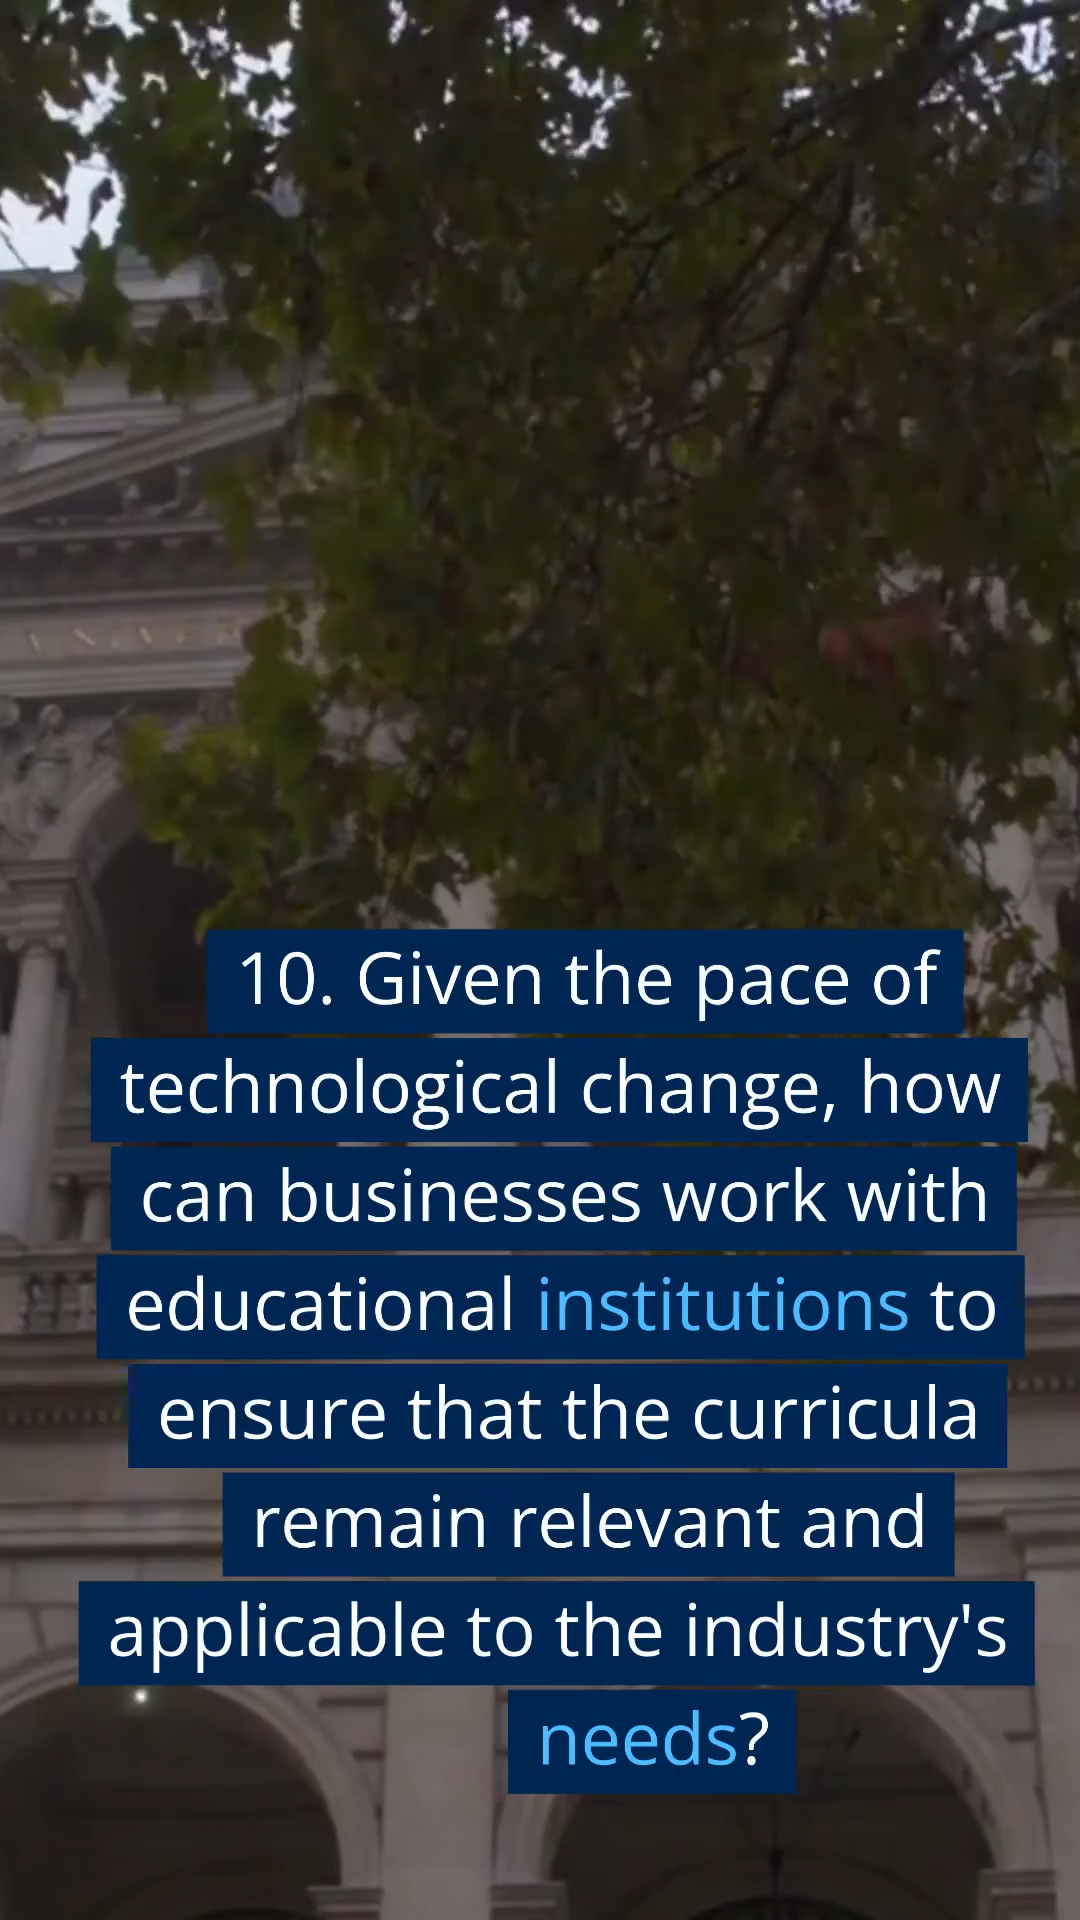 10. Given the pace of
technological change, how
can businesses work with
educational institutions to
ensure that the curricula
remain relevant and
applicable to the industry's
needs?